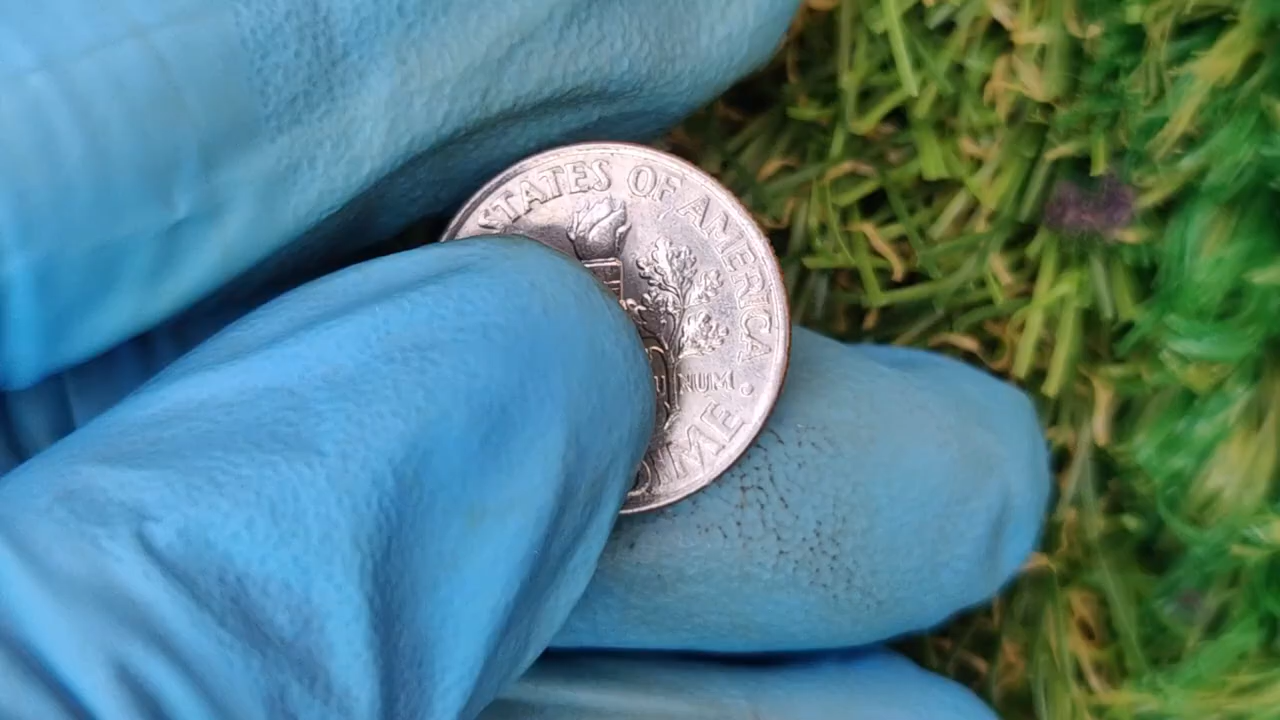 STATES OF AMERICA
U NUM •
DIME